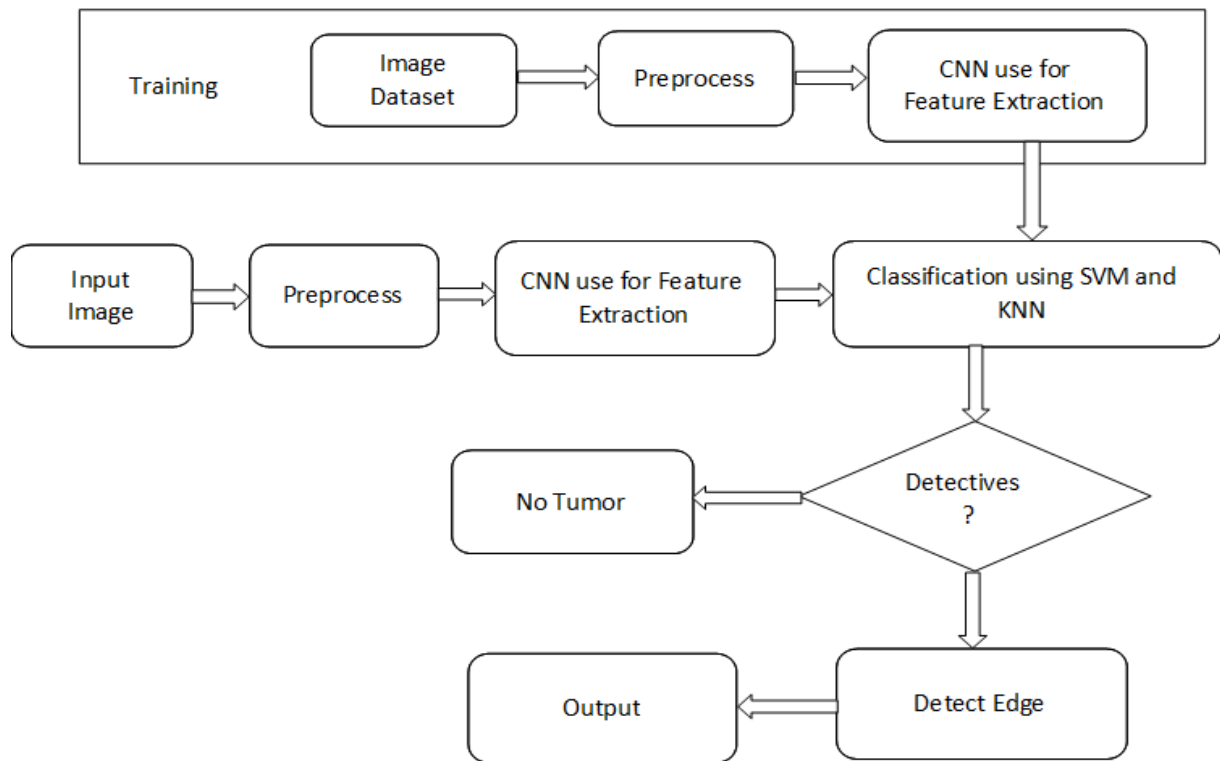 Training
Image
Dataset
Preprocess
CNN use for
Feature Extraction
Input
Image
Preprocess
CNN use for Feature
Extraction
Classification using SVM and
KNN
Detectives
?
No Tumor
Detect Edge
Output